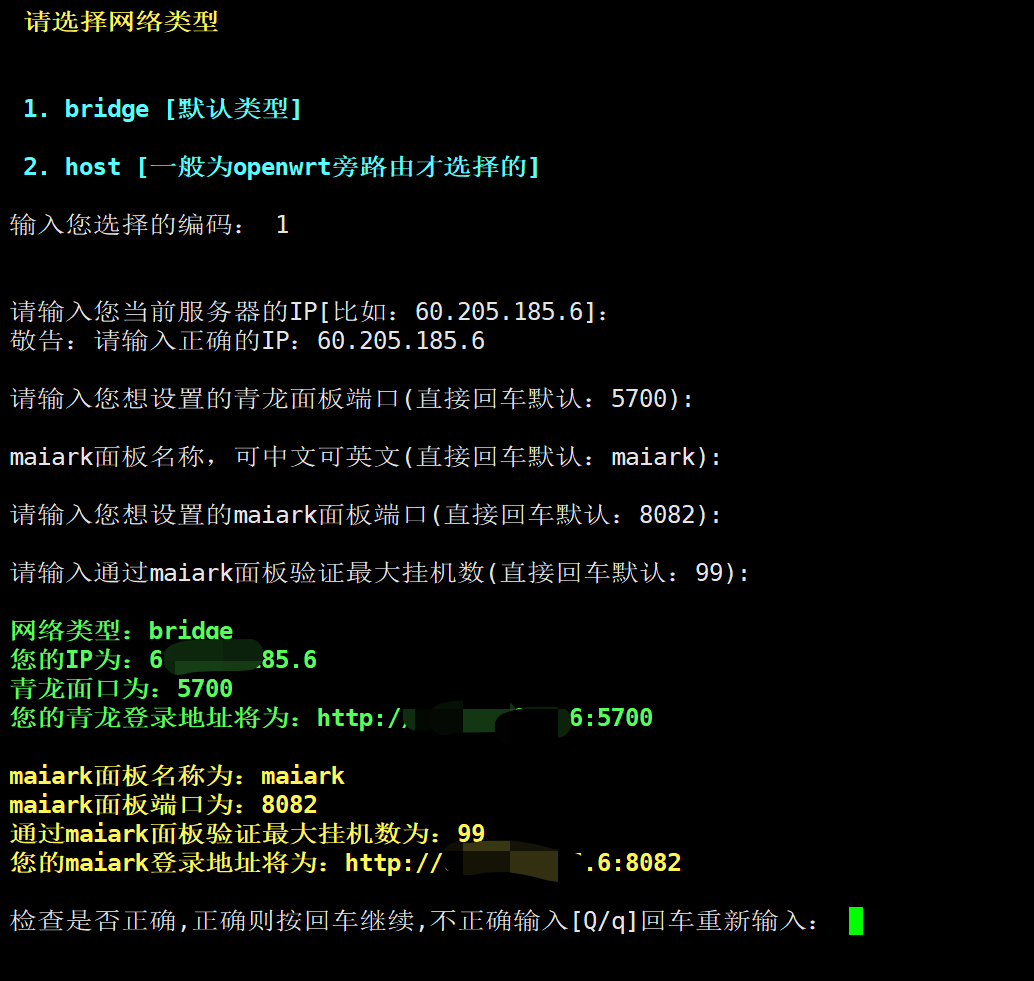 请选择网络类型
1. bridge [默认类型]
2. host [一般为openwrt旁路由才选择的]
输入您选择的编码： 1
请输入您当前服务器的IP[比如：60.205.185.6]：
敬告：请输入正确的IP：60.205.185.6
请输入您想设置的青龙面板端口(直接回车默认：5700)：
maiark面板名称，可中文可英文(直接回车默认：maiark)：
请输入您想设置的maiark面板端口(直接回车默认：8082)：
请输入通过maiark面板验证最大挂机数(直接回车默认：99)：
网络类型：bridge
您的IP为：6 85.6
青龙面口为：5700
您的青龙登录地址将为：http:/ 6:5700
maiark面板名称为：maiark
maiark面板端口为：8082
通过maiark面板验证最大挂机数为：99
您的maiark登录地址将为：http:// .6:8082
检查是否正确,正确则按回车继续,不正确输入[Q/q]回车重新输入：